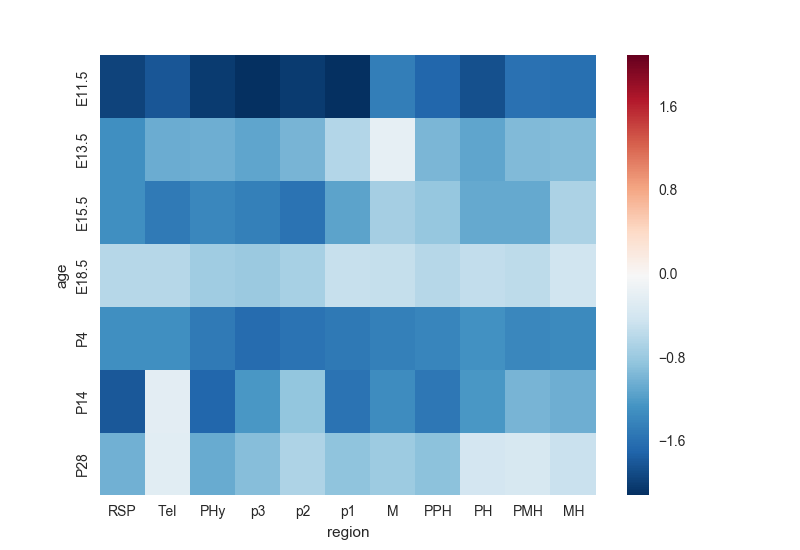 E11.5
E13.5
E15.5
E18.5
P4
P14
P28
age
RSP Tel PHy p3 p2 p1 M PPH PH PMH MH
region
1.6
0.8
0.0
−0.8
−1.6